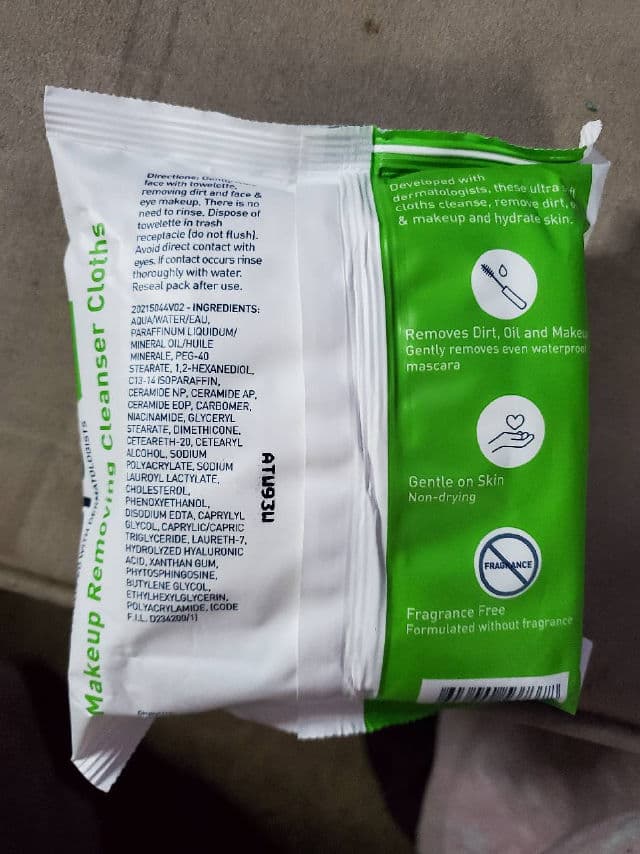 Makeup Removing Cleanser Cloths
DERMATOLOGISTS
face with towelette,
removing dirt and face &
eye makeup. There is no
need to rinse. Dispose of
towelette in trash
receptacle (do not flush).
Avoid direct contact with
eyes. If contact occurs rinse
thoroughly with water.
Reseal pack after use.
20215044V02 - INGREDIENTS:
AQUA/WATER/EAU,
PARAFFINUM LIQUIDUM/
MINERAL OIL/HUILE
MINERALE, PEG-40
STEARATE, 1,2-HEXANEDIOL,
C13-14 ISOPARAFFIN,
CERAMIDE NP, CERAMIDE AP,
CERAMIDE EOP, CARBOMER,
NIACINAMIDE, GLYCERYL
STEARATE, DIMETHICONE,
CETEARETH-20, CETEARYL
ALCOHOL, SODIUM
POLYACRYLATE, SODIUM
LAUROYL LACTYLATE,
CHOLESTEROL,
PHENOXYETHANOL,
DISODIUM EDTA, CAPRYLYL
GLYCOL, CAPRYLIC/CAPRIC
TRIGLYCERIDE, LAURETH-7,
HYDROLYZED HYALURONIC
ACID, XANTHAN GUM,
PHYTOSPHINGOSINE,
BUTYLENE GLYCOL,
ETHYLHEXYLGLYCERIN,
POLYACRYLAMIDE, (CODE
F.I.L. D234200/1)
ATW93W
Developed with
dermatologists, these ultra
cloths cleanse, remove dirt,
& makeup and hydrate skin.
Removes Dirt, Oil and Makeu
Gently removes even waterproof
mascara
Gentle on Skin
Non-drying
FRAGRANCE
Fragrance Free
Formulated without fragrance